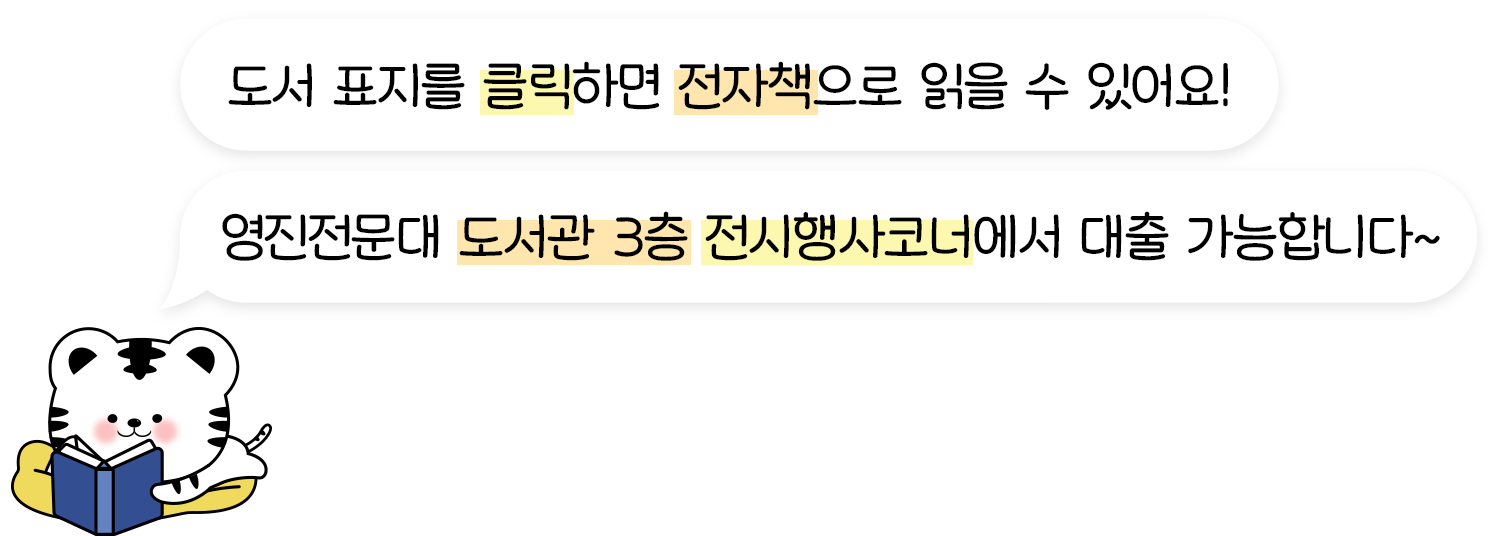 도서 표지를 클릭하면 전자책으로 읽을 수 있어요!
영진전문대 도서관 3층 전시행사코너에서 대출 가능합니다~